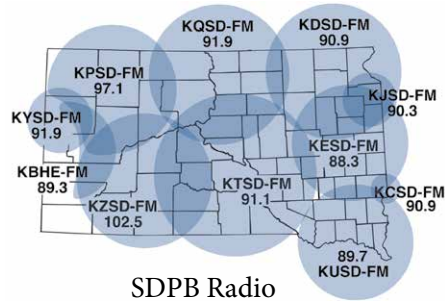 KQSD-FM
91.9
KDSD-FM
90.9
KPSD-FM
97.1
KJSD-FM
90.3
KYSD-FM
91.9
KESD-FM
88.3
KBHE-FM
89.3
KTSD-FM
91.1
KCSD-FM
90.9
KZSD-FM
102.5
89.7
KUSD-FM
SDPB Radio